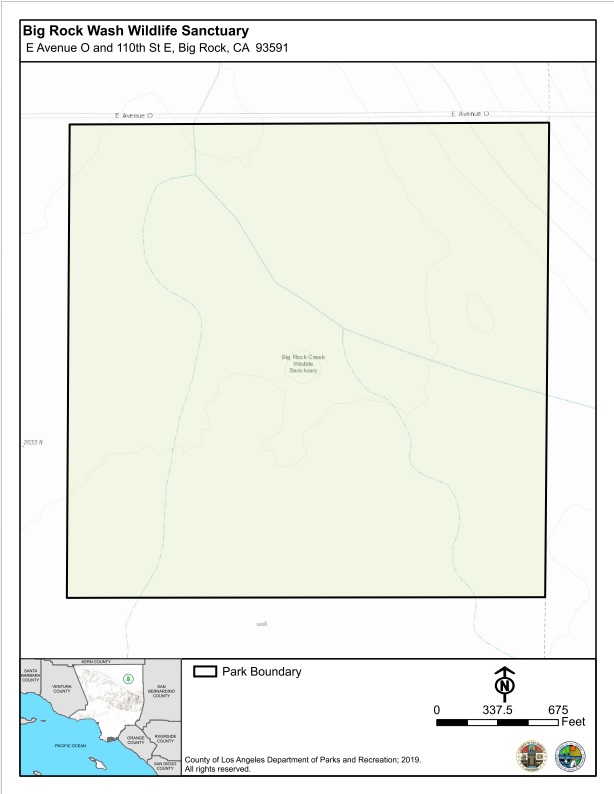 Big Rock Wash Wildlife Sanctuary
E Avenue O and 110th St E, Big Rock, CA 93591
E Avenue O
E Avenue O
Big Rock Creek
Wildlife
Sanctuary
2633 ft
KERN COUNTY
SANTA
BARBARA
COUNTY
VENTURA
COUNTY
SAN
BERNARDINO
COUNTY
ORANGE
COUNTY
RIVERSIDE
COUNTY
PACIFIC OCEAN
SAN DIEGO
COUNTY
Park Boundary
N
0 337.5 675
Feet
County of Los Angeles Department of Parks and Recreation; 2019.
All rights reserved.